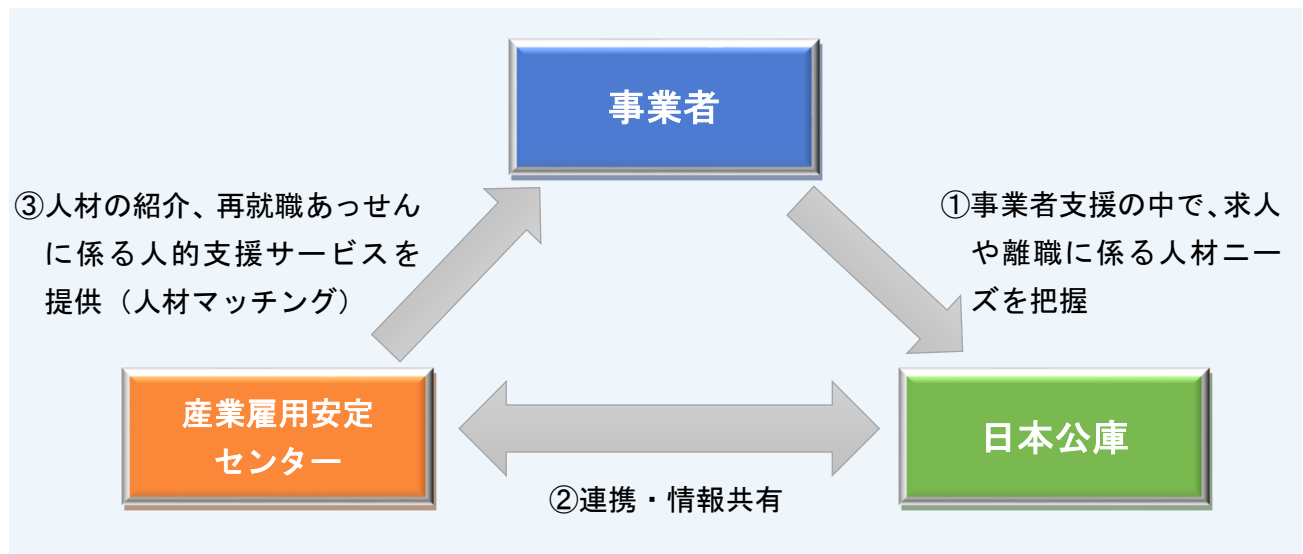 事業者
③人材の紹介、再就職あっせん
に係る人的支援サービスを
提供（人材マッチング）
①事業者支援の中で、求人
や離職に係る人材ニー
ズを把握
産業雇用安定
センター
日本公庫
②連携・情報共有